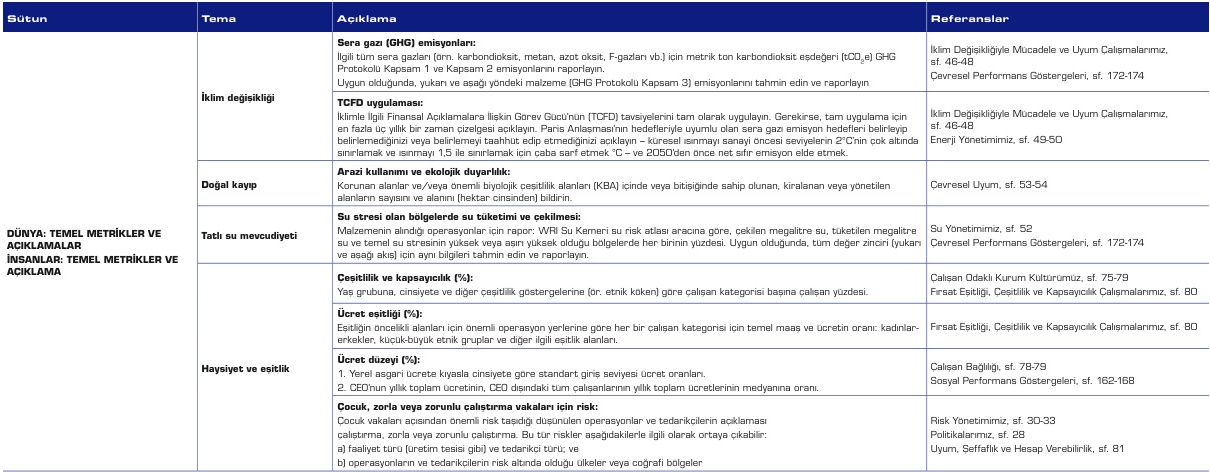 Sütun
Tema
Açıklama
Referanslar
DÜNYA: TEMEL METRİKLER VE
AÇIKLAMALAR
İNSANLAR: TEMEL METRİKLER VE
AÇIKLAMA
İklim değişikliği
Sera gazı (GHG) emisyonları:
İlgili tüm sera gazları (örn. karbondioksit, metan, azot oksit, F-gazları vb.) için metrik ton karbondioksit eşdeğeri (tCO₂e) GHG
Protokolü Kapsam 1 ve Kapsam 2 emisyonlarını raporlayın.
Uygun olduğunda, yukarı ve aşağı yöndeki malzeme (GHG Protokolü Kapsam 3) emisyonlarını tahmin edin ve raporlayın
İklim Değişikliğiyle Mücadele ve Uyum Çalışmalarımız,
sf. 46-48
Çevresel Performans Göstergeleri, sf. 172-174
TCFD uygulaması:
İklimle İlgili Finansal Açıklamalara İlişkin Görev Gücü'nün (TCFD) tavsiyelerini tam olarak uygulayın. Gerekirse, tam uygulama için
en fazla üç yıllık bir zaman çizelgesi açıklayın. Paris Anlaşması'nın hedefleriyle uyumlu olan sera gazı emisyon hedefleri belirleyip
belirlemediğinizi veya belirlemeyi taahhüt edip etmediğinizi açıklayın – küresel ısınmayı sanayi öncesi seviyelerin 2°C'nin çok altında
sınırlamak ve ısınmayı 1,5 ile sınırlamak için çaba sarf etmek °C – ve 2050'den önce net sıfır emisyon elde etmek.
İklim Değişikliğiyle Mücadele ve Uyum Çalışmalarımız,
sf. 46-48
Enerji Yönetimimiz, sf. 49-50
Doğal kayıp
Arazi kullanımı ve ekolojik duyarlılık:
Korunan alanlar ve/veya önemli biyolojik çeşitlilik alanları (KBA) içinde veya bitişiğinde sahip olunan, kiralanan veya yönetilen
alanların sayısını ve alanını (hektar cinsinden) bildirin.
Çevresel Uyum, sf. 53-54
Tatlı su mevcudiyeti
Su stresi olan bölgelerde su tüketimi ve çekilmesi:
Malzemenin alındığı operasyonlar için rapor: WRI Su Kemeri su risk atlası aracına göre, çekilen megalitre su, tüketilen megalitre
su ve temel su stresinin yüksek veya aşırı yüksek olduğu bölgelerde her birinin yüzdesi. Uygun olduğunda, tüm değer zinciri (yukarı
ve aşağı akış) için aynı bilgileri tahmin edin ve raporlayın.
Su Yönetimimiz, sf. 52
Çevresel Performans Göstergeleri, sf. 172-174
Haysiyet ve eşitlik
Çeşitlilik ve kapsayıcılık (%):
Yaş grubuna, cinsiyete ve diğer çeşitlilik göstergelerine (ör. etnik köken) göre çalışan kategorisi başına çalışan yüzdesi.
Çalışan Odaklı Kurum Kültürümüz, sf. 75-79
Fırsat Eşitliği, Çeşitlilik ve Kapsayıcılık Çalışmalarımız, sf. 80
Ücret eşitliği (%):
Eşitliğin öncelikli alanları için önemli operasyon yerlerine göre her bir çalışan kategorisi için temel maaş ve ücretin oranı: kadınlar-
erkekler, küçük-büyük etnik gruplar ve diğer ilgili eşitlik alanları.
Fırsat Eşitliği, Çeşitlilik ve Kapsayıcılık Çalışmalarımız, sf. 80
Ücret düzeyi (%):
1. Yerel asgari ücrete kıyasla cinsiyete göre standart giriş seviyesi ücret oranları.
2. CEO'nun yıllık toplam ücretinin, CEO dışındaki tüm çalışanlarının yıllık toplam ücretlerinin medyanına oranı.
Çalışan Bağlılığı, sf. 78-79
Sosyal Performans Göstergeleri, sf. 162-168
Çocuk, zorla veya zorunlu çalıştırma vakaları için risk:
Çocuk vakaları açısından önemli risk taşıdığı düşünülen operasyonlar ve tedarikçilerin açıklaması
çalıştırma, zorla veya zorunlu çalıştırma. Bu tür riskler aşağıdakilerle ilgili olarak ortaya çıkabilir:
a) faaliyet türü (üretim tesisi gibi) ve tedarikçi türü; ve
b) operasyonların ve tedarikçilerin risk altında olduğu ülkeler veya coğrafi bölgeler
Risk Yönetimimiz, sf. 30-33
Politikalarımız, sf. 28
Uyum, Şeffaflık ve Hesap Verebilirlik, sf. 81